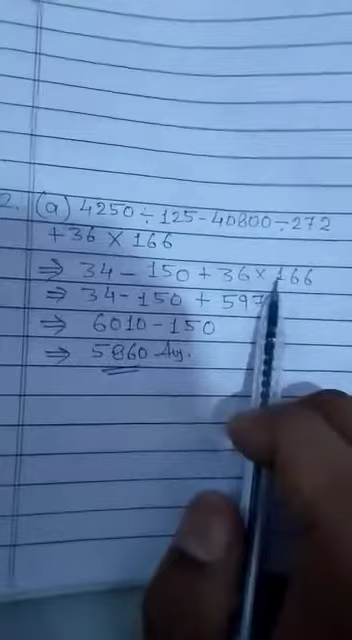 2. (a) 4250 ÷ 125 - 40800 ÷ 272
+ 36 × 166
⇒ 34 - 150 + 36 × 166
⇒ 34 - 150 + 597
⇒ 6010 - 150
⇒ 5860 Ans.